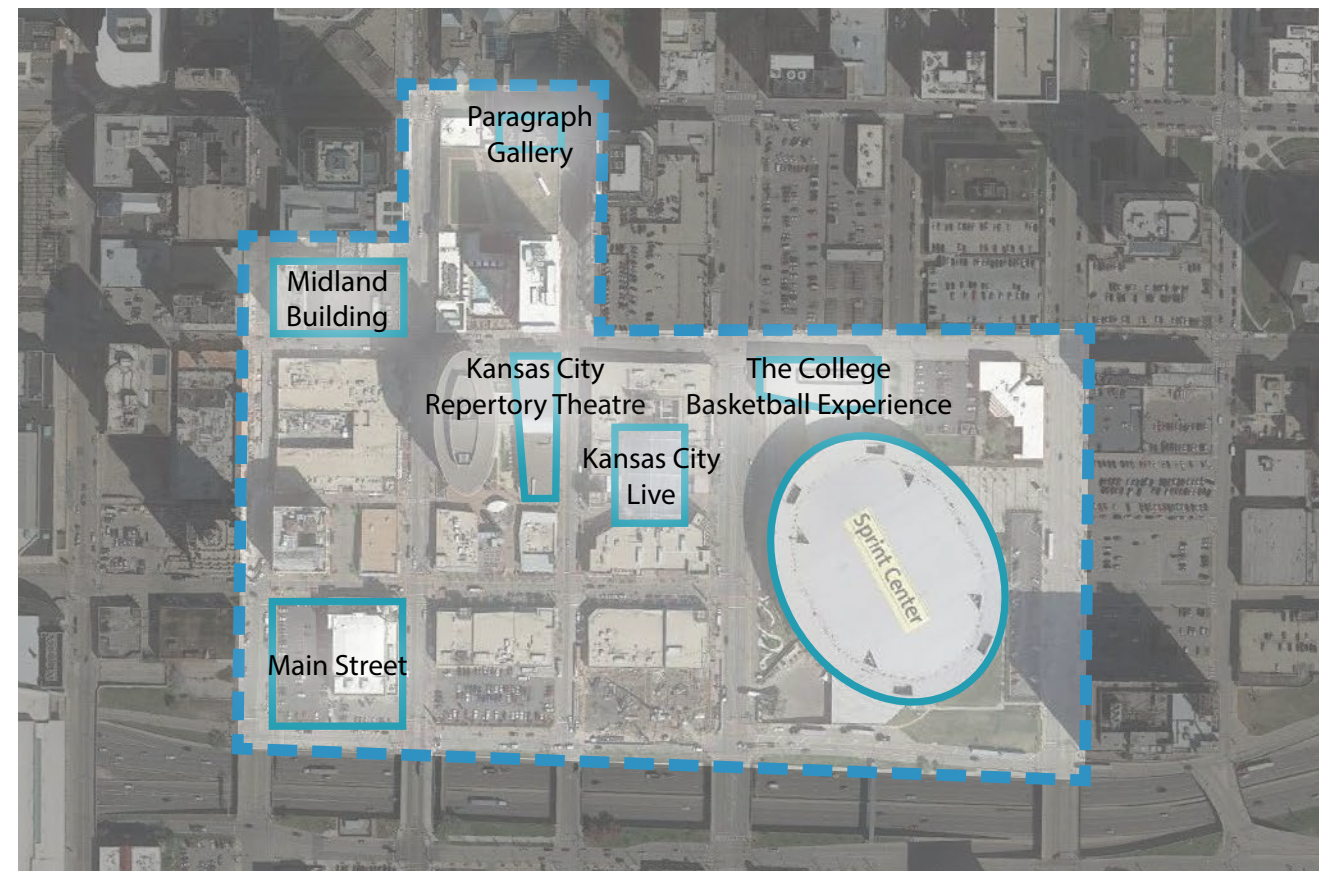 Paragraph
Gallery
Midland
Building
Kansas City
Repertory Theatre
The College
Basketball Experience
Kansas City
Live
Sprint Center
Main Street